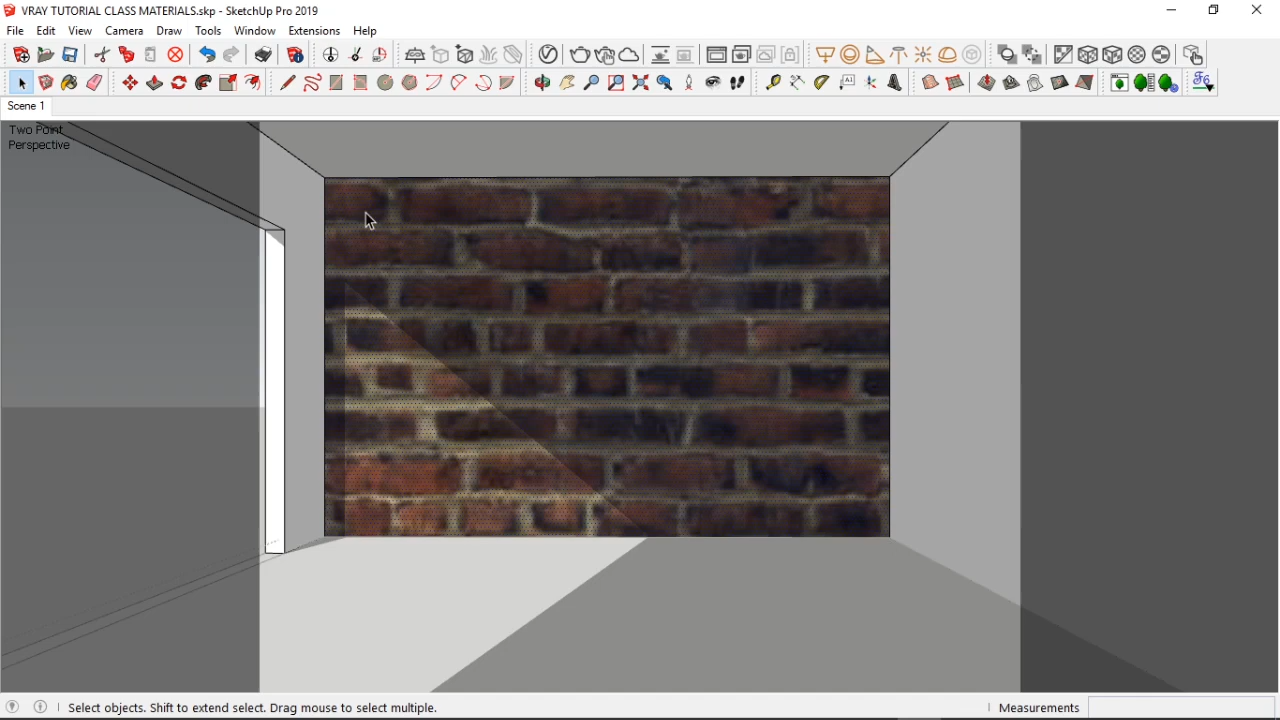 VRAY TUTORIAL CLASS MATERIALS.skp - SketchUp Pro 2019
File Edit View Camera Draw Tools Window Extensions Help
Scene 1
Two Point
Perspective
Select objects. Shift to extend select. Drag mouse to select multiple.
Measurements